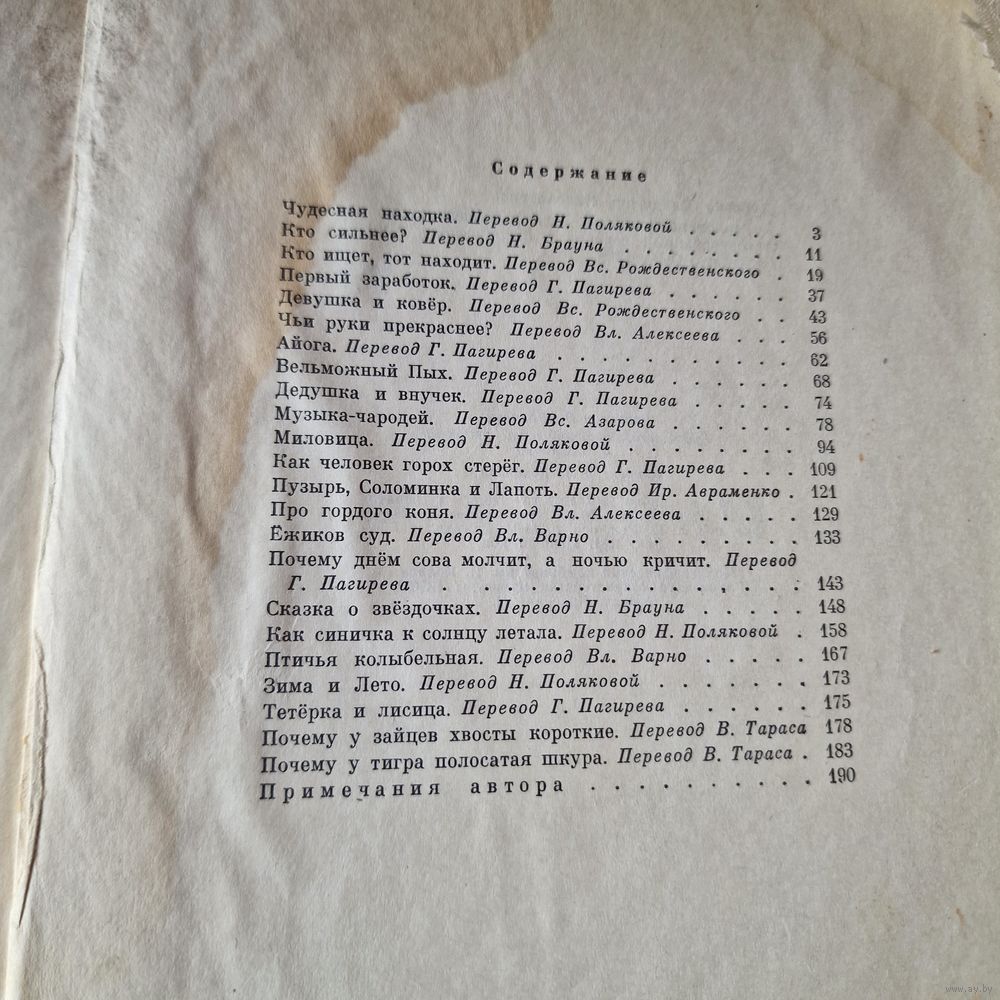 Содержание
Чудесная находка. Перевод Н. Поляковой . . . . . 3
Кто сильнее? Перевод Н. Брауна . . . . . . . 11
Кто ищет, тот находит. Перевод Вс. Рождественского . 19
Первый заработок. Перевод Г. Пагирева . . . . . . 37
Девушка и ковёр. Перевод Вс. Рождественского . . 43
Чьи руки прекраснее? Перевод Вл. Алексеева . . . 56
Айога. Перевод Г. Пагирева . . . . . . . . . . 62
Вельможный Пых. Перевод Г. Пагирева . . . . . . 68
Дедушка и внучек. Перевод Г. Пагирева . . . . . 74
Музыка-чародей. Перевод Вс. Азарова . . . . . . 78
Миловица. Перевод Н. Поляковой . . . . . . . 94
Как человек горох стерёг. Перевод Г. Пагирева . . . 109
Пузырь, Соломинка и Лапоть. Перевод Ир. Авраменко . 121
Про гордого коня. Перевод Вл. Алексеева . . . . . 129
Ёжиков суд. Перевод Вл. Варно . . . . . . . . . 133
Почему днём сова молчит, а ночью кричит. Перевод
Г. Пагирева . . . . . . . . . . . . . . 143
Сказка о звёздочках. Перевод Н. Брауна . . . . . 148
Как синичка к солнцу летала. Перевод Н. Поляковой . 158
Птичья колыбельная. Перевод Вл. Варно . . . . . 167
Зима и Лето. Перевод Н. Поляковой . . . . . . . 173
Тетёрка и лисица. Перевод Г. Пагирева . . . . . . 175
Почему у зайцев хвосты короткие. Перевод В. Тараса 178
Почему у тигра полосатая шкура. Перевод В. Тараса . 183
Примечания автора . . . . . . . . . . 190
www.ay.by